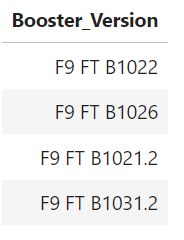 Booster_Version
F9 FT B1022
F9 FT B1026
F9 FT B1021.2
F9 FT B1031.2